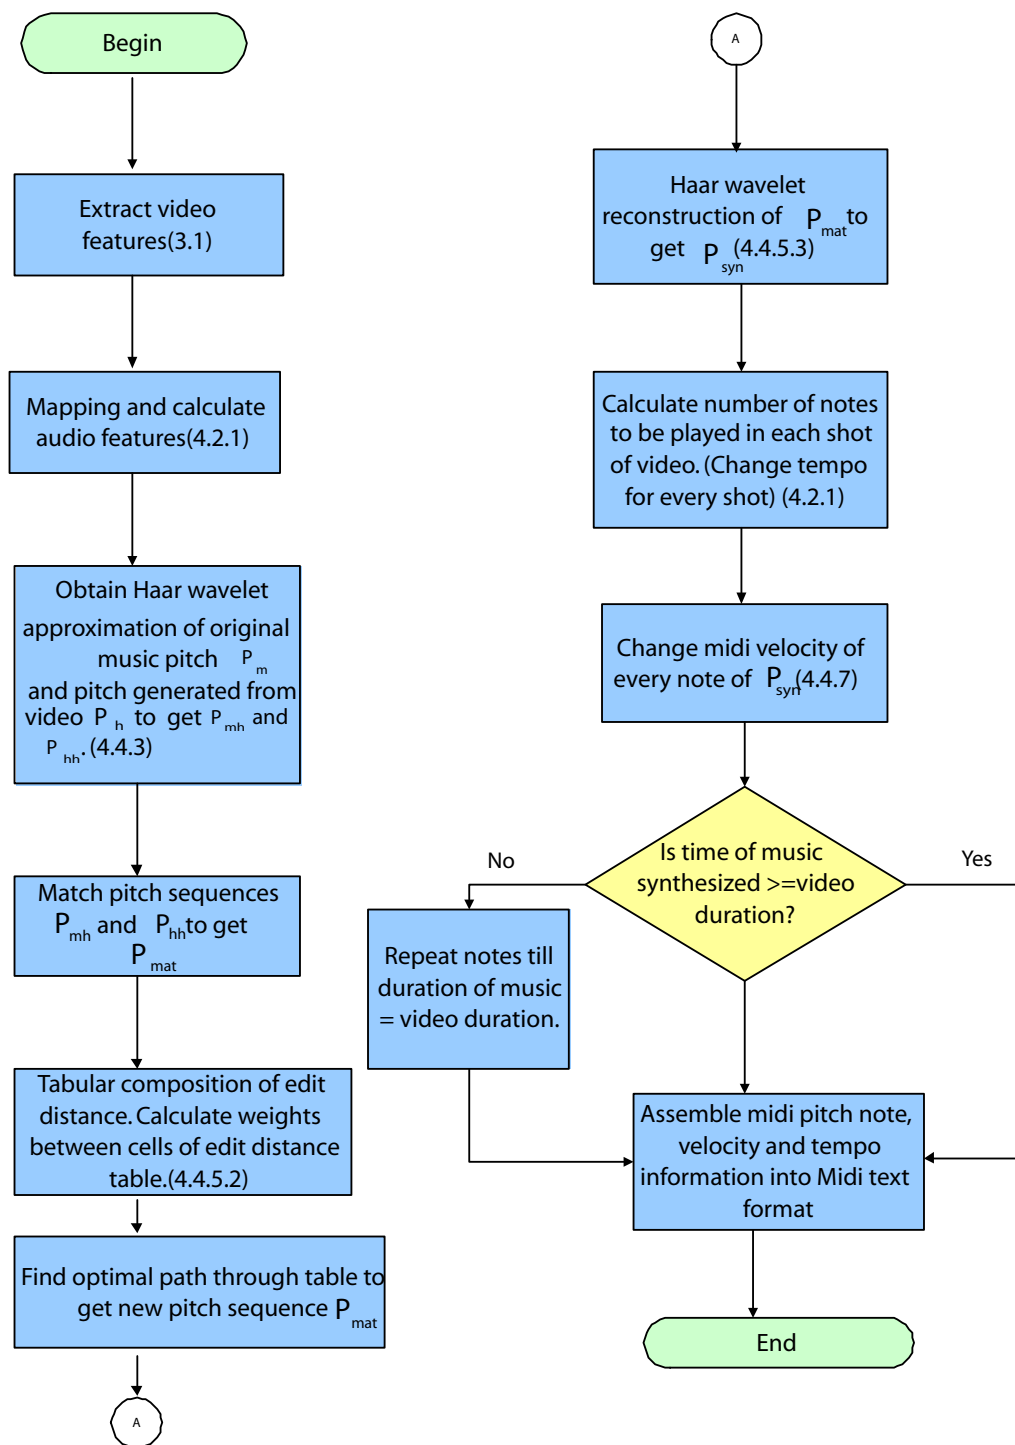 Begin
Extract video
features(3.1)
Mapping and calculate
audio features(4.2.1)
Obtain Haar wavelet
approximation of original
music pitch P m
and pitch generated from
video P h to get P mh and
P hh. (4.4.3)
Match pitch sequences
P mh and P hh to get
P mat
Tabular composition of edit
distance. Calculate weights
between cells of edit distance
table.(4.4.5.2)
Find optimal path through table to
get new pitch sequence P mat
A
A
Haar wavelet
reconstruction of P mat to
get P syn (4.4.5.3)
Calculate number of notes
to be played in each shot
of video. (Change tempo
for every shot) (4.2.1)
Change midi velocity of
every note of P syn (4.4.7)
Is time of music
synthesized >=video
duration?
No
Yes
Repeat notes till
duration of music
= video duration.
Assemble midi pitch note,
velocity and tempo
information into Midi text
format
End